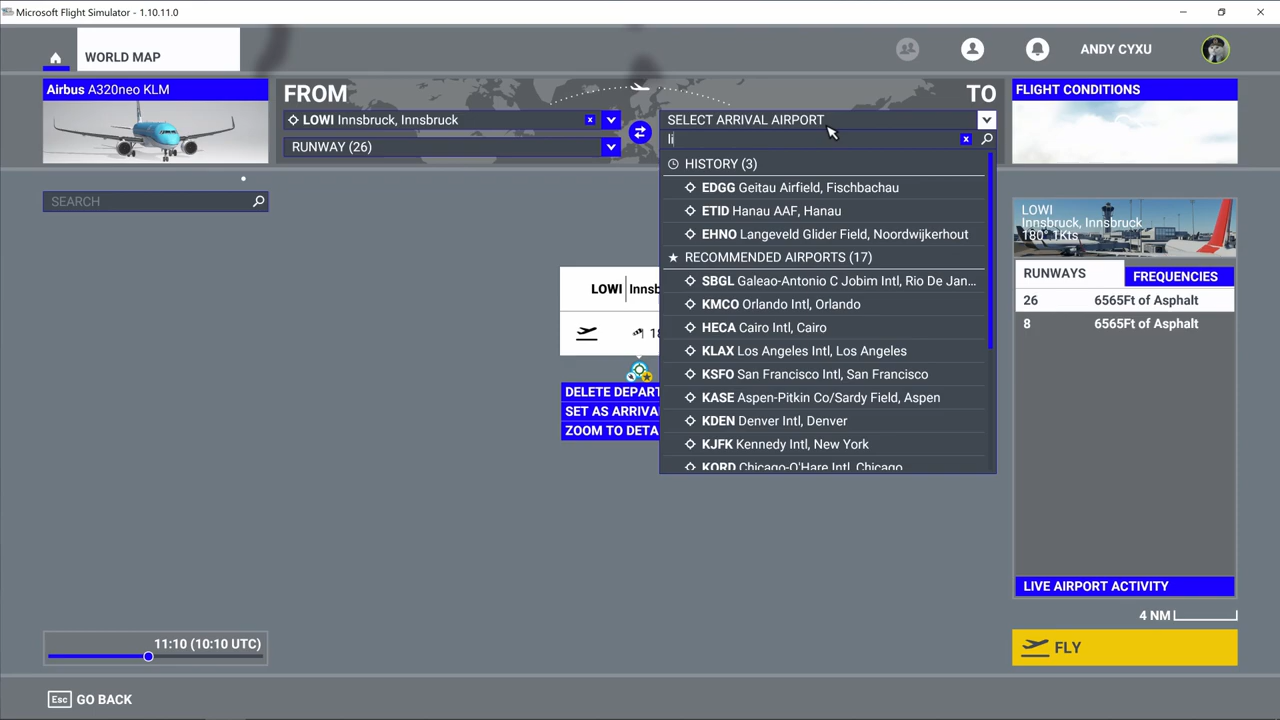 Microsoft Flight Simulator - 1.10.11.0
WORLD MAP
ANDY CYXU
Airbus A320neo KLM
FROM
LOWI Innsbruck, Innsbruck
x
RUNWAY (26)
TO
SELECT ARRIVAL AIRPORT
li
x
HISTORY (3)
EDGG Geitau Airfield, Fischbachau
ETID Hanau AAF, Hanau
EHNO Langeveld Glider Field, Noordwijkerhout
RECOMMENDED AIRPORTS (17)
SBGL Galeao-Antonio C Jobim Intl, Rio De Jan...
KMCO Orlando Intl, Orlando
HECA Cairo Intl, Cairo
KLAX Los Angeles Intl, Los Angeles
KSFO San Francisco Intl, San Francisco
KASE Aspen-Pitkin Co/Sardy Field, Aspen
KDEN Denver Intl, Denver
KJFK Kennedy Intl, New York
KORD Chicago-O'Hare Intl, Chicago
FLIGHT CONDITIONS
SEARCH
LOWI Innsb
18
DELETE DEPART
SET AS ARRIVA
ZOOM TO DETA
LOWI
Innsbruck, Innsbruck
180° 1Kts
RUNWAYS
FREQUENCIES
26 6565Ft of Asphalt
8 6565Ft of Asphalt
LIVE AIRPORT ACTIVITY
4 NM
11:10 (10:10 UTC)
FLY
Esc GO BACK